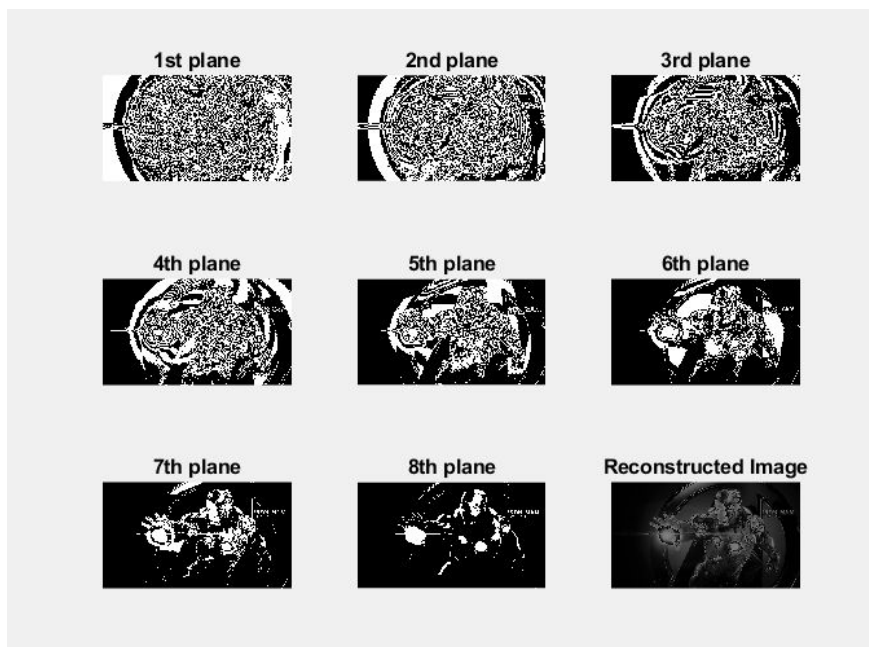 1st plane
2nd plane
3rd plane
4th plane
5th plane
6th plane
7th plane
8th plane
Reconstructed Image